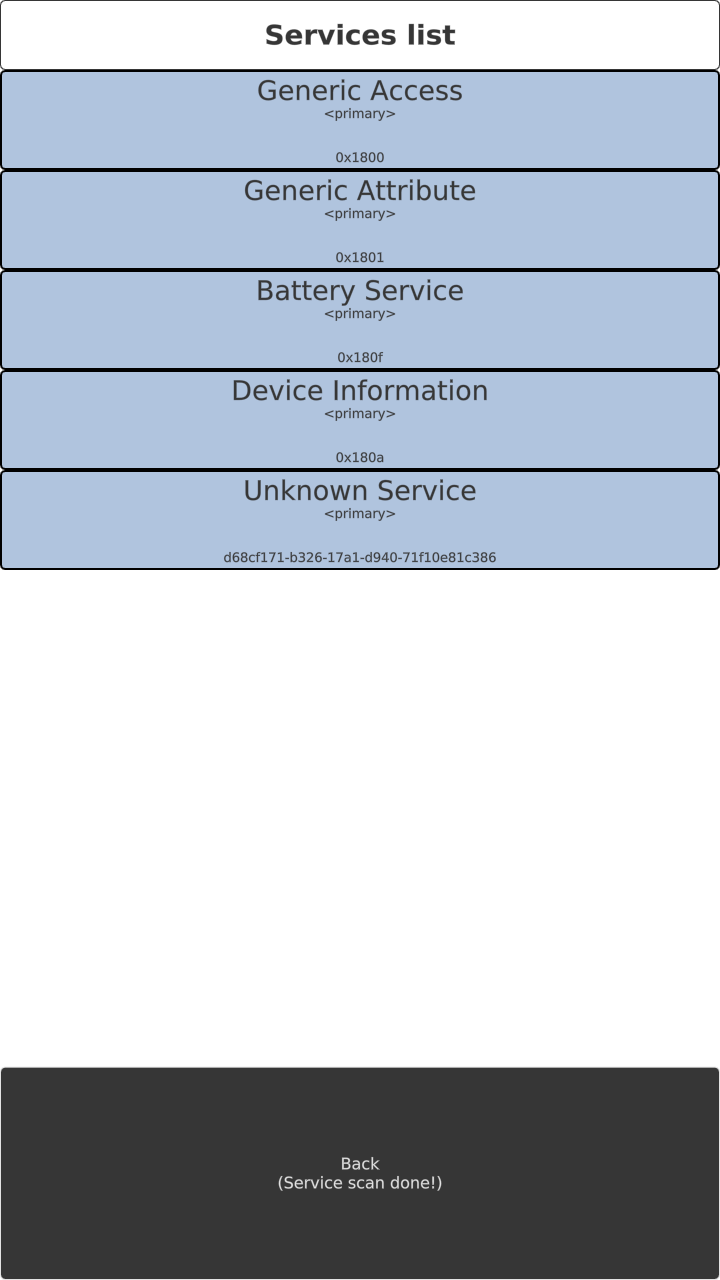 Services list
Generic Access
<primary>
0x1800
Generic Attribute
<primary>
0x1801
Battery Service
<primary>
0x180f
Device Information
<primary>
0x180a
Unknown Service
<primary>
d68cf171-b326-17a1-d940-71f10e81c386
Back
(Service scan done!)